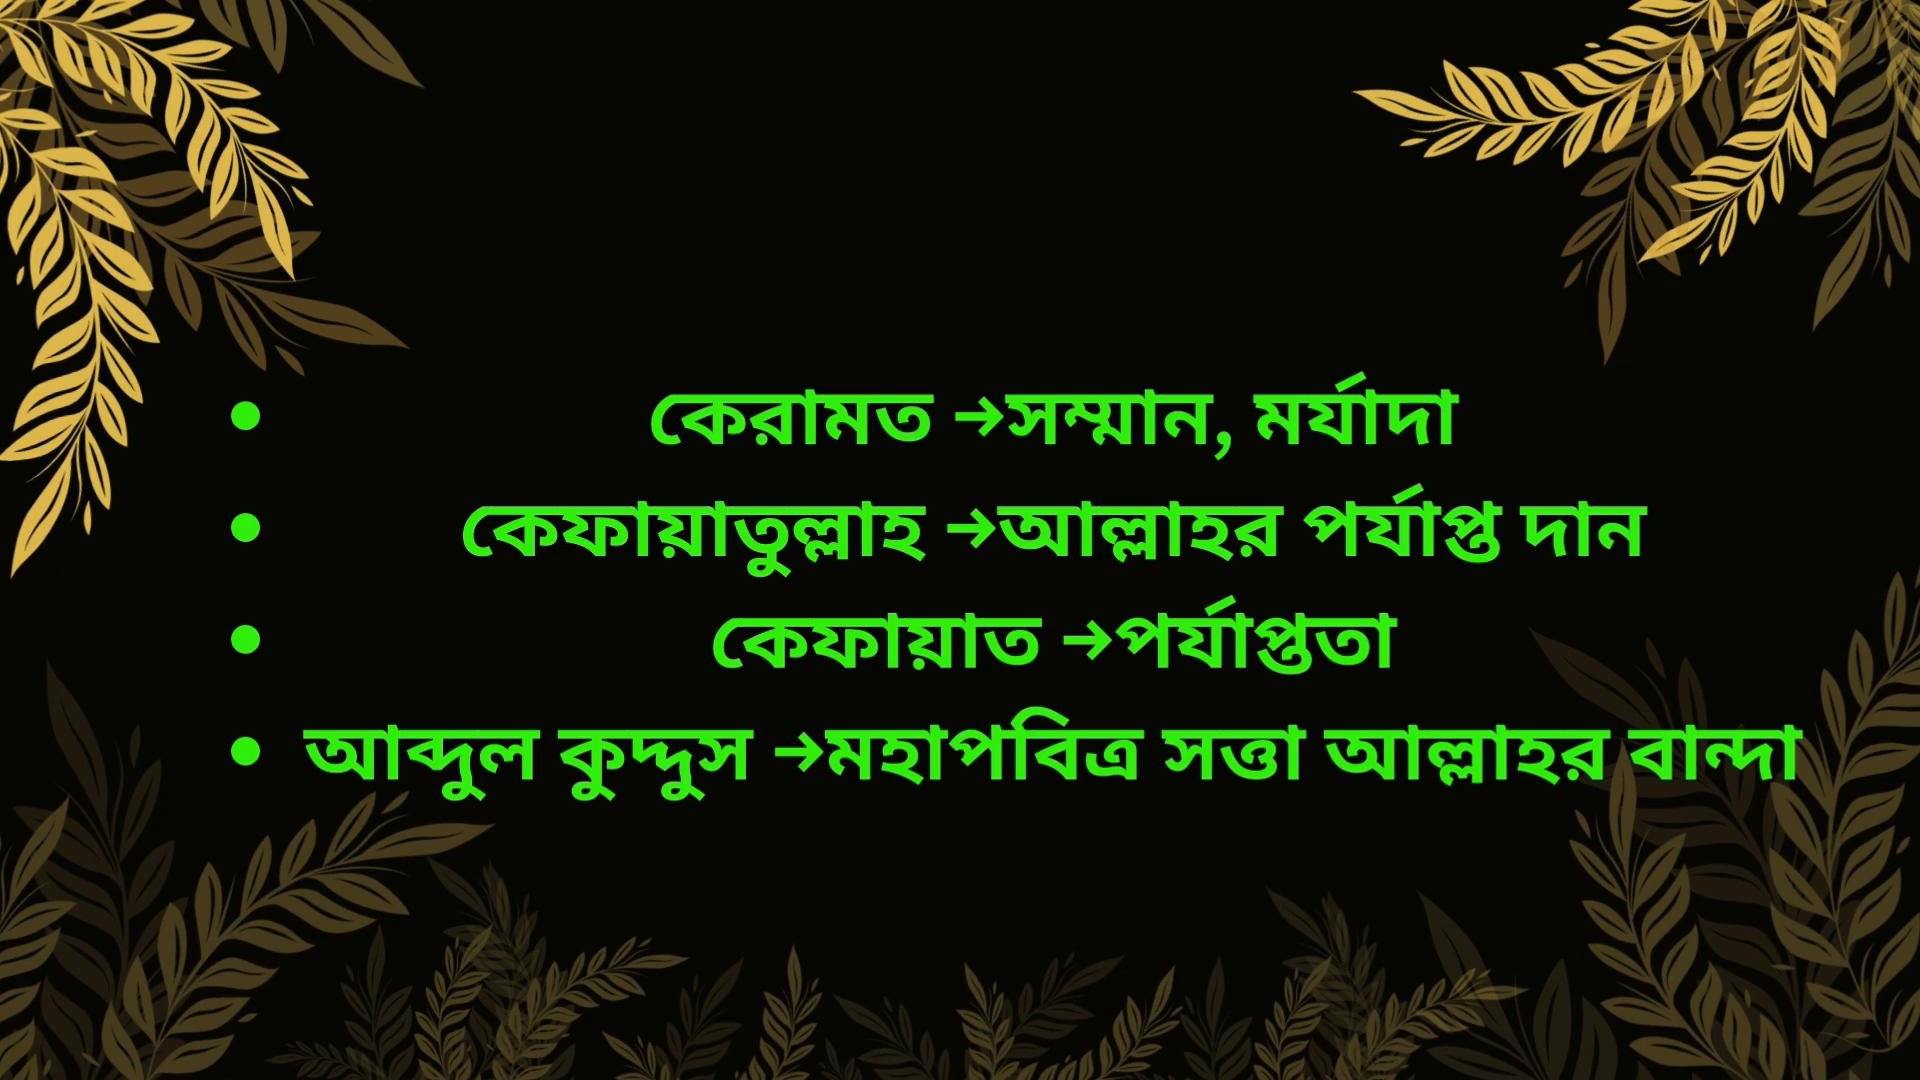 • কেরামত →সম্মান, মর্যাদা
• কেফায়াতুল্লাহ →আল্লাহর পর্যাপ্ত দান
• কেফায়াত →পর্যাপ্ততা
• আব্দুল কুদ্দুস →মহাপবিত্র সত্তা আল্লাহর বান্দা